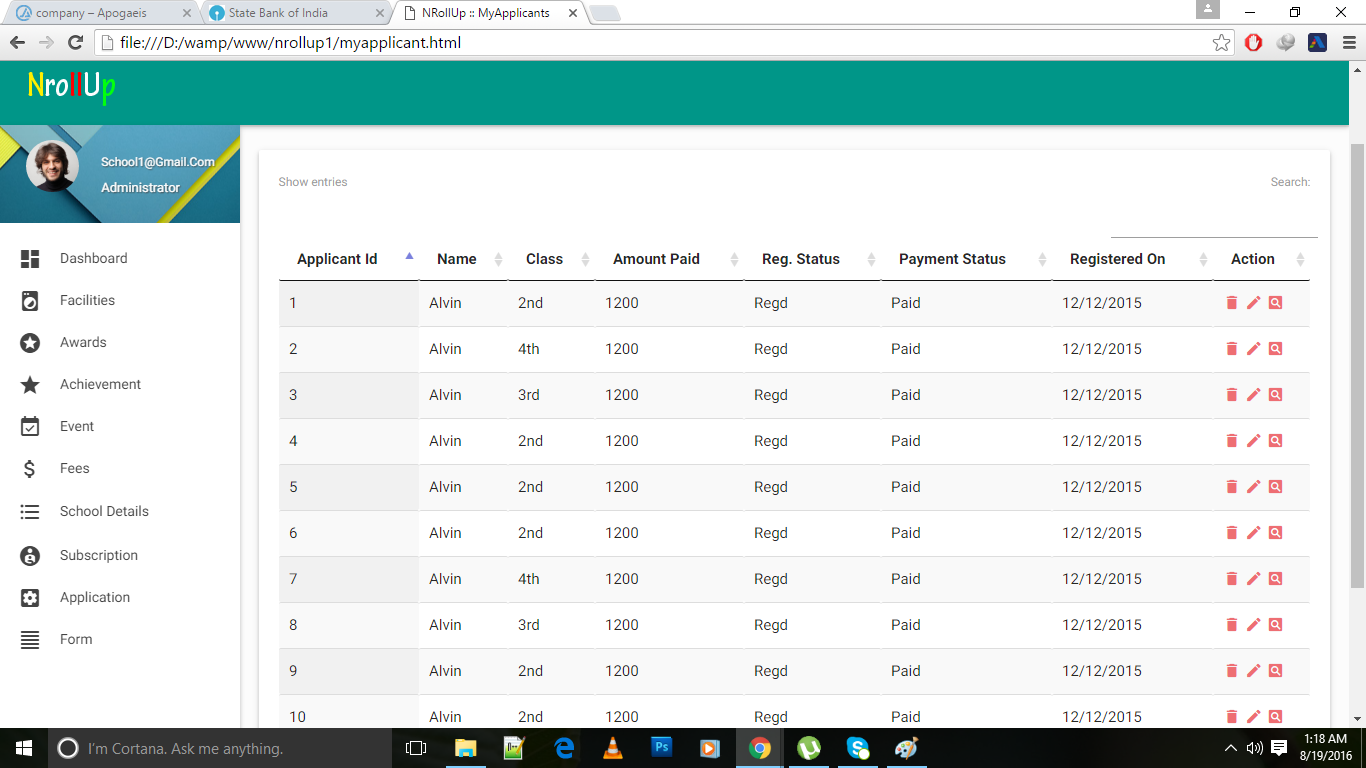 company – Apogaeis State Bank of India NRollUp :: MyApplicants
file:///D:/wamp/www/nrollup1/myapplicant.html
NrollUp
School1@Gmail.Com
Administrator
Dashboard
Facilities
Awards
Achievement
Event
Fees
School Details
Subscription
Application
Form
Show entries Search:
Applicant Id Name Class Amount Paid Reg. Status Payment Status Registered On Action
1 Alvin 2nd 1200 Regd Paid 12/12/2015
2 Alvin 4th 1200 Regd Paid 12/12/2015
3 Alvin 3rd 1200 Regd Paid 12/12/2015
4 Alvin 2nd 1200 Regd Paid 12/12/2015
5 Alvin 2nd 1200 Regd Paid 12/12/2015
6 Alvin 2nd 1200 Regd Paid 12/12/2015
7 Alvin 4th 1200 Regd Paid 12/12/2015
8 Alvin 3rd 1200 Regd Paid 12/12/2015
9 Alvin 2nd 1200 Regd Paid 12/12/2015
10 Alvin 2nd 1200 Regd Paid 12/12/2015
I'm Cortana. Ask me anything.
Ps
1:18 AM
8/19/2016